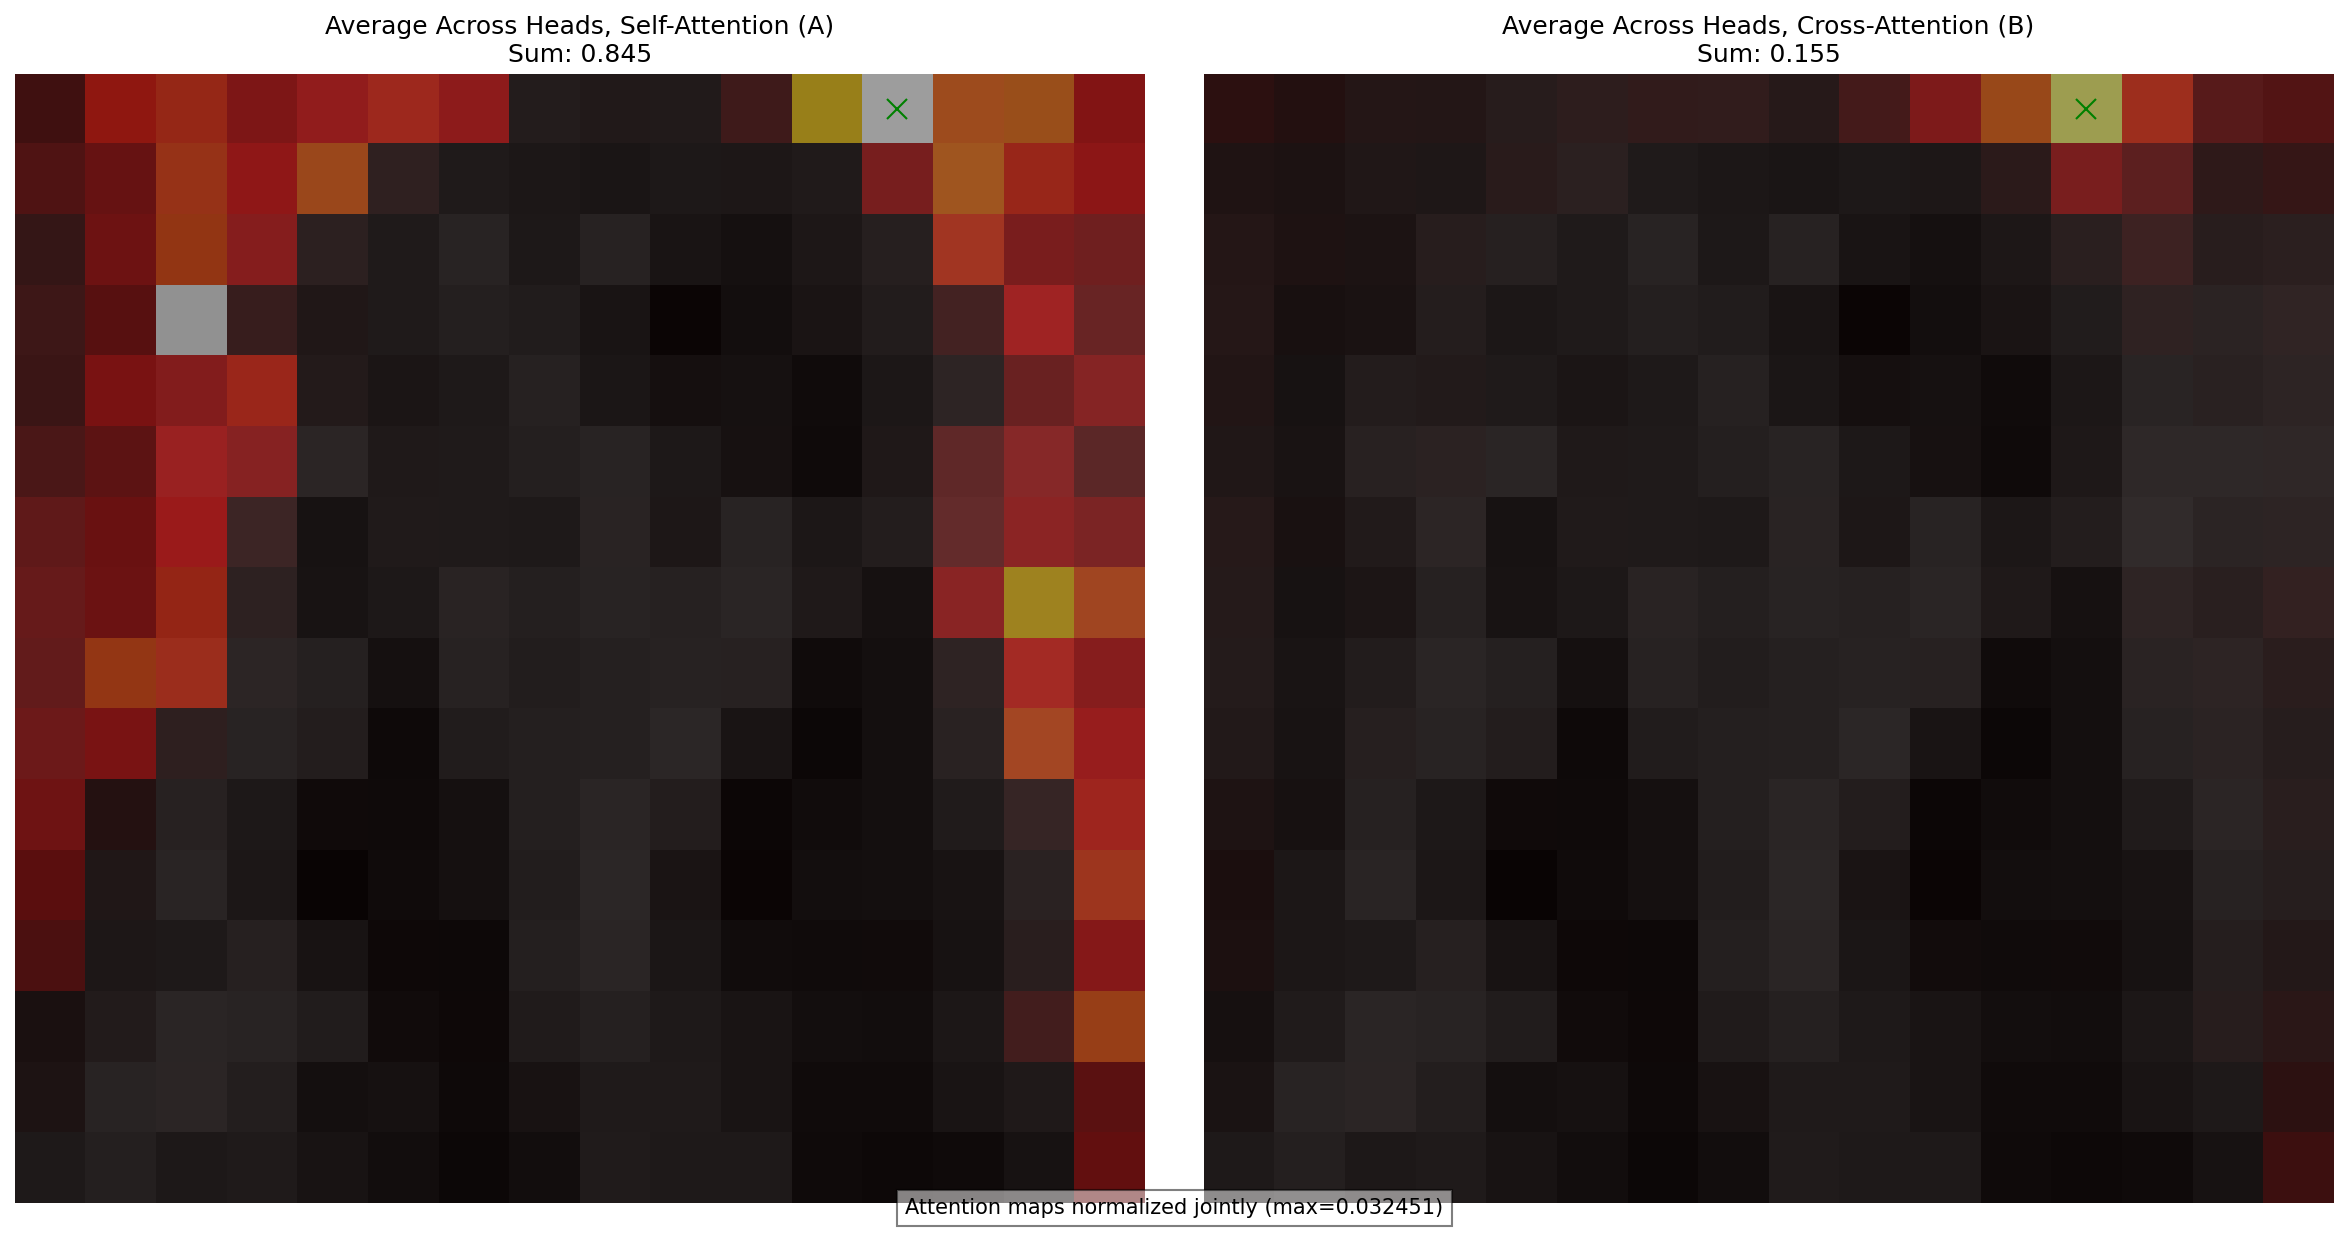 Average Across Heads, Self-Attention (A)
Sum: 0.845
Average Across Heads, Cross-Attention (B)
Sum: 0.155
Attention maps normalized jointly (max=0.032451)